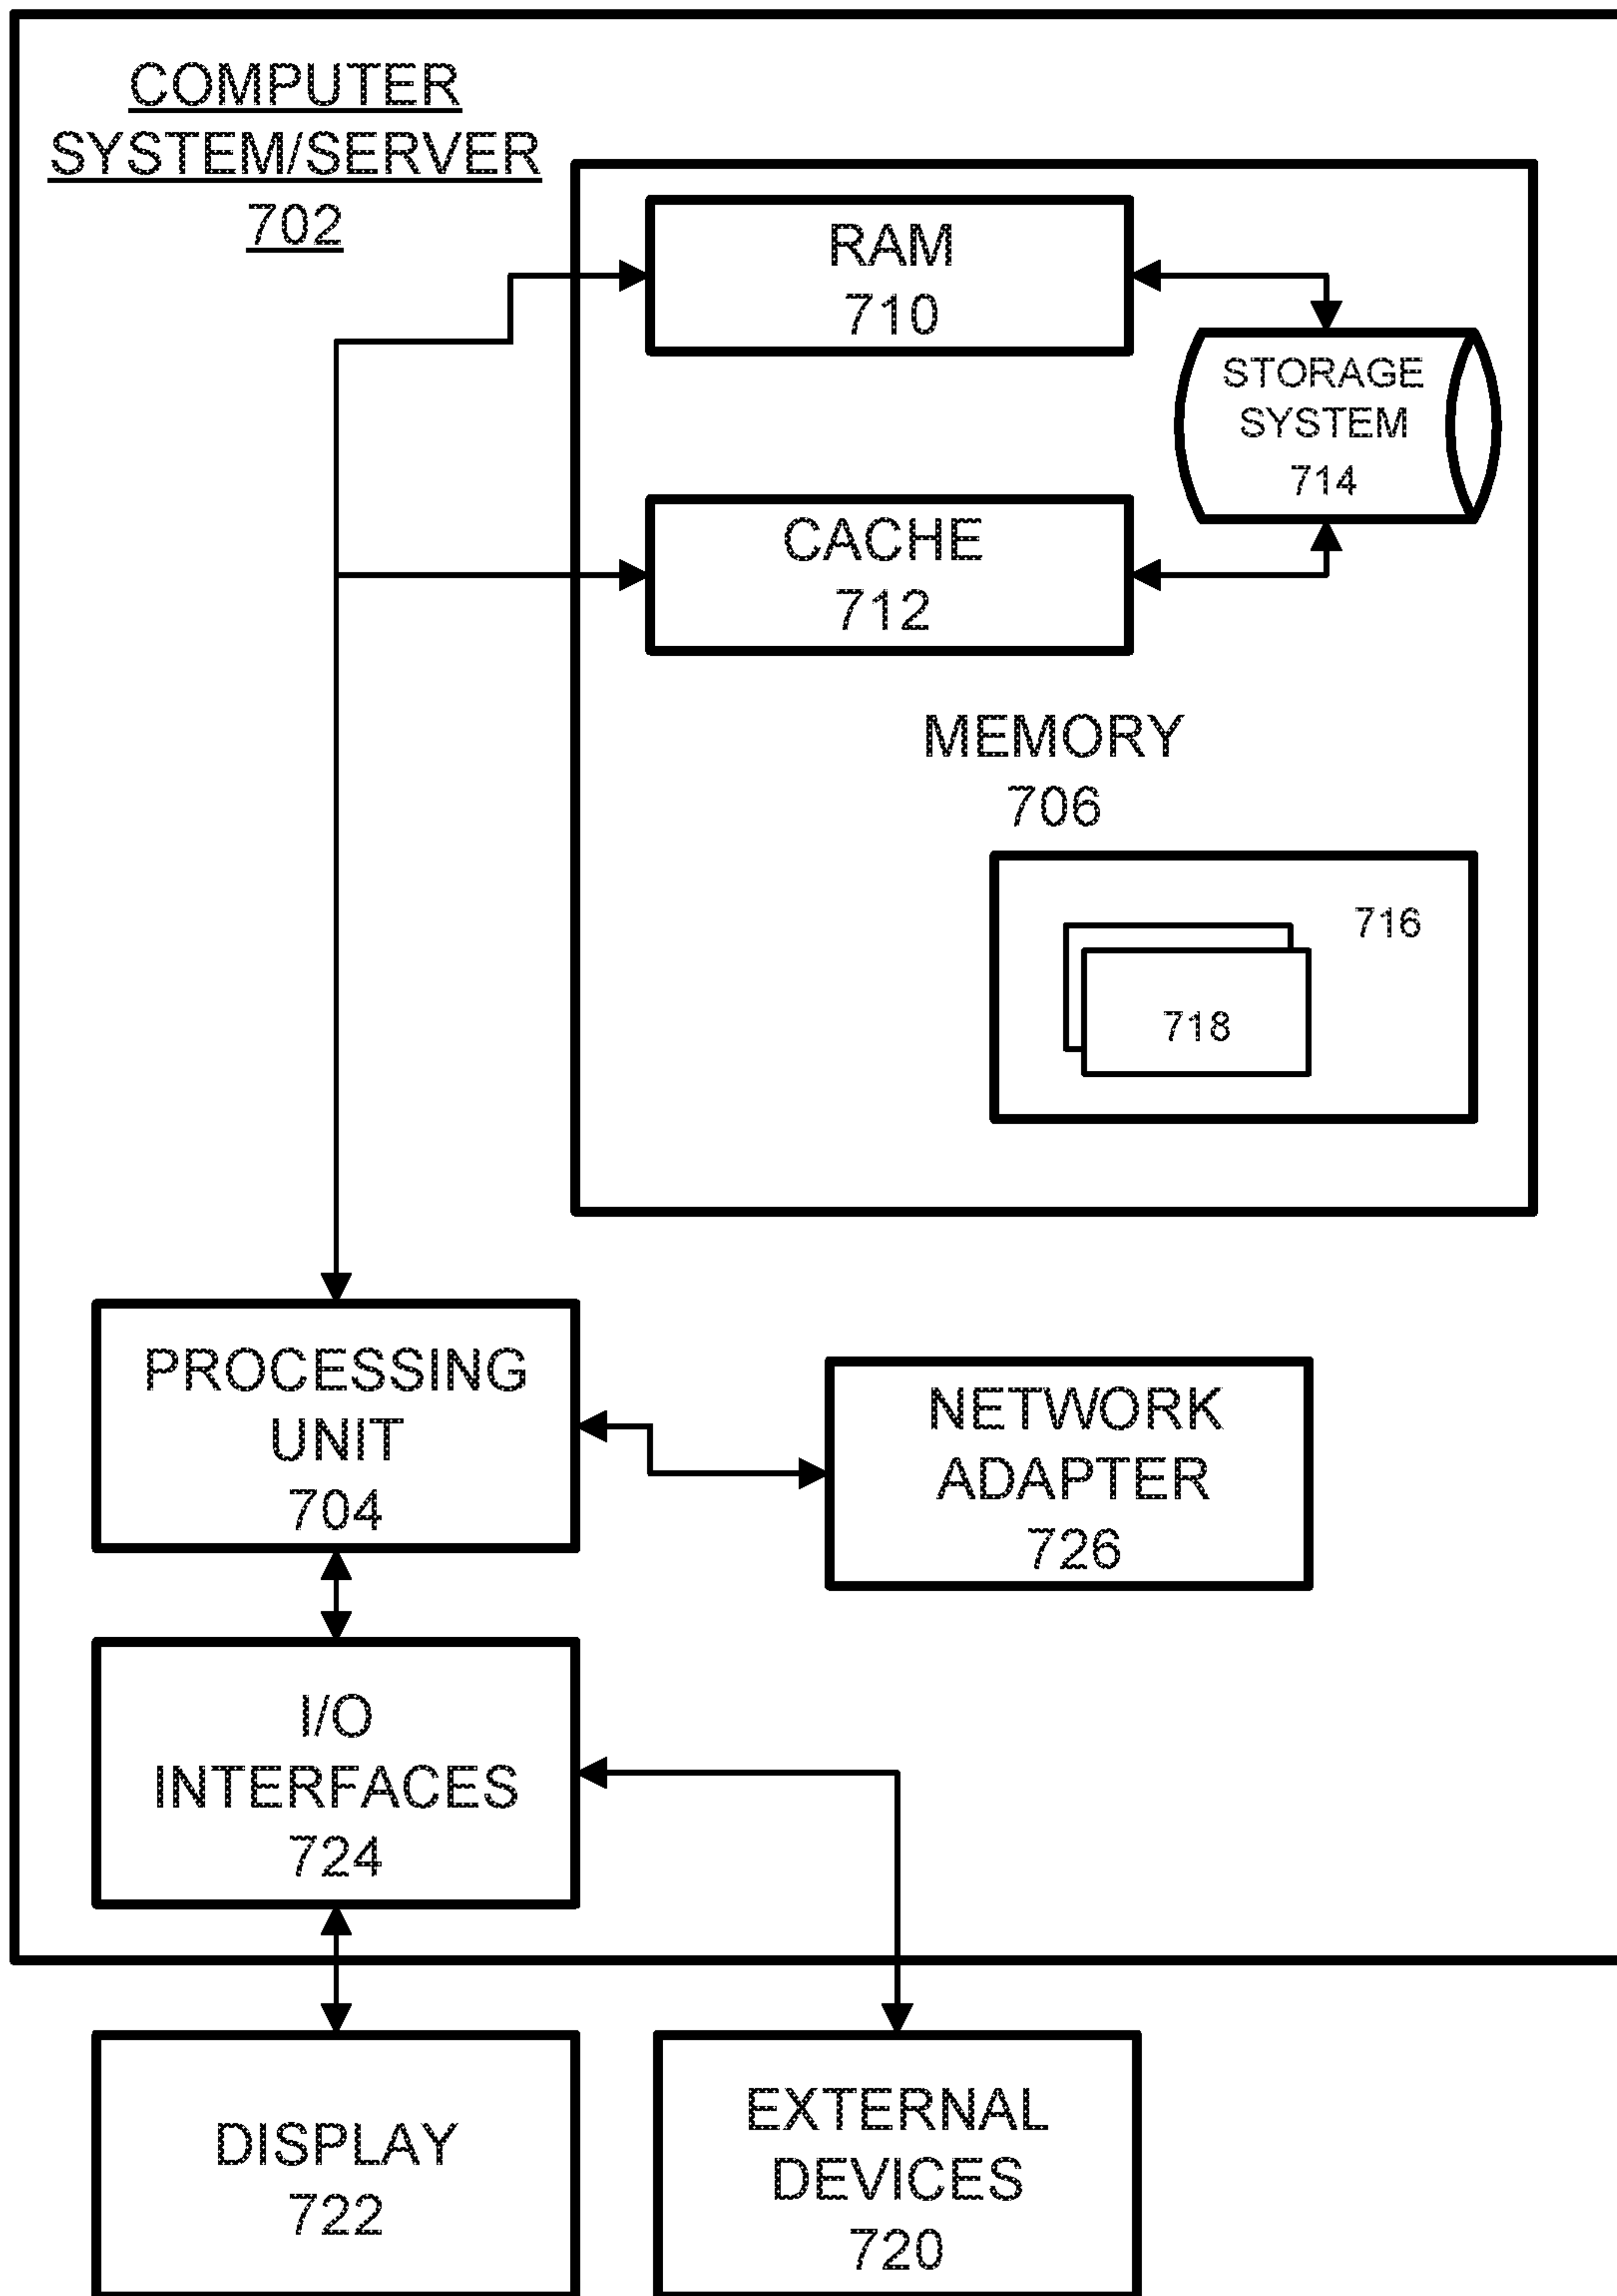 COMPUTER
SYSTEM/SERVER
702
RAM
710
STORAGE
SYSTEM
714
CACHE
712
MEMORY
706
716
718
PROCESSING
UNIT
704
NETWORK
ADAPTER
726
I/O
INTERFACES
724
DISPLAY
722
EXTERNAL
DEVICES
720